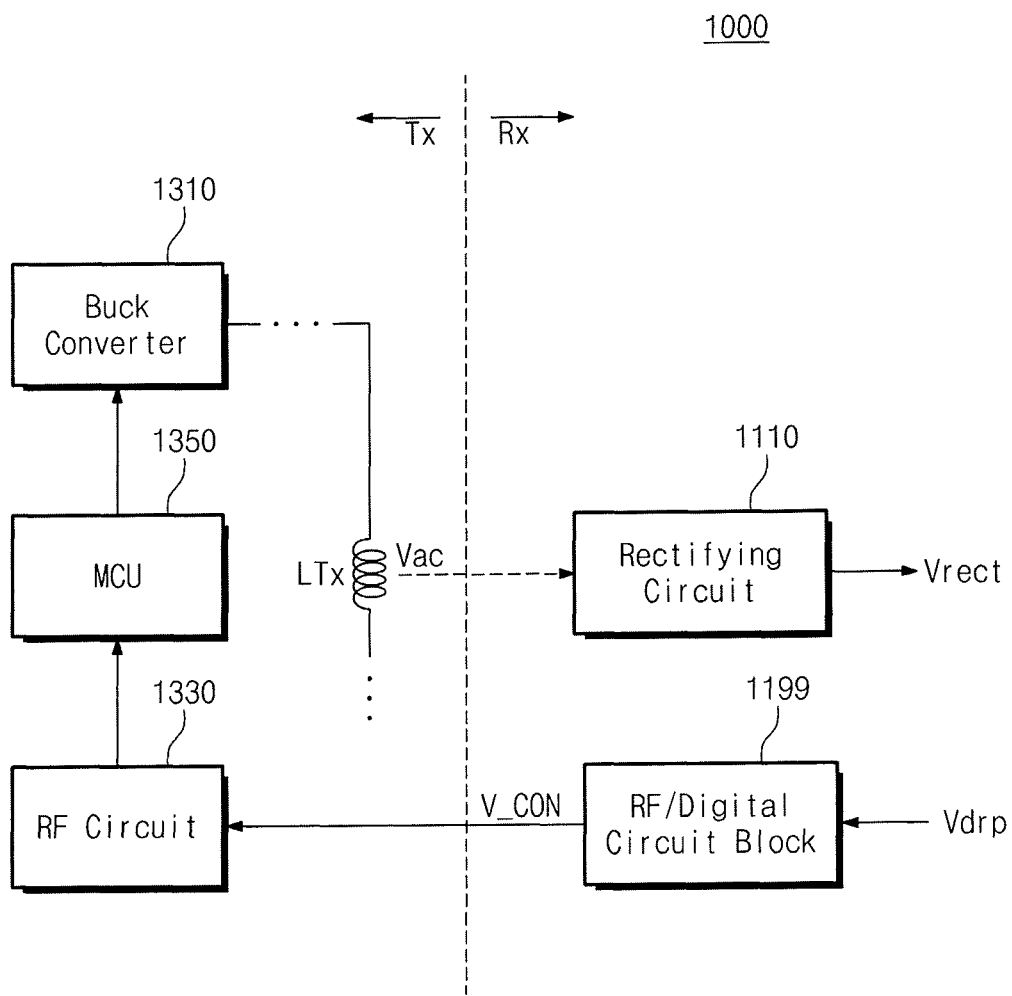 1000
Tx
Rx
1310
Buck
Converter
1350
MCU
LTx
Vac
1110
Rectifying
Circuit
Vrect
1330
RF Circuit
V_CON
1199
RF/Digital
Circuit Block
Vdrp